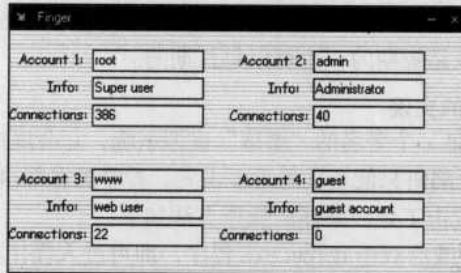 Finger
Account 1: root Account 2: admin
Info: Super user Info: Administrator
Connections: 386 Connections: 40
Account 3: www Account 4: guest
Info: web user Info: guest account
Connections: 22 Connections: 0